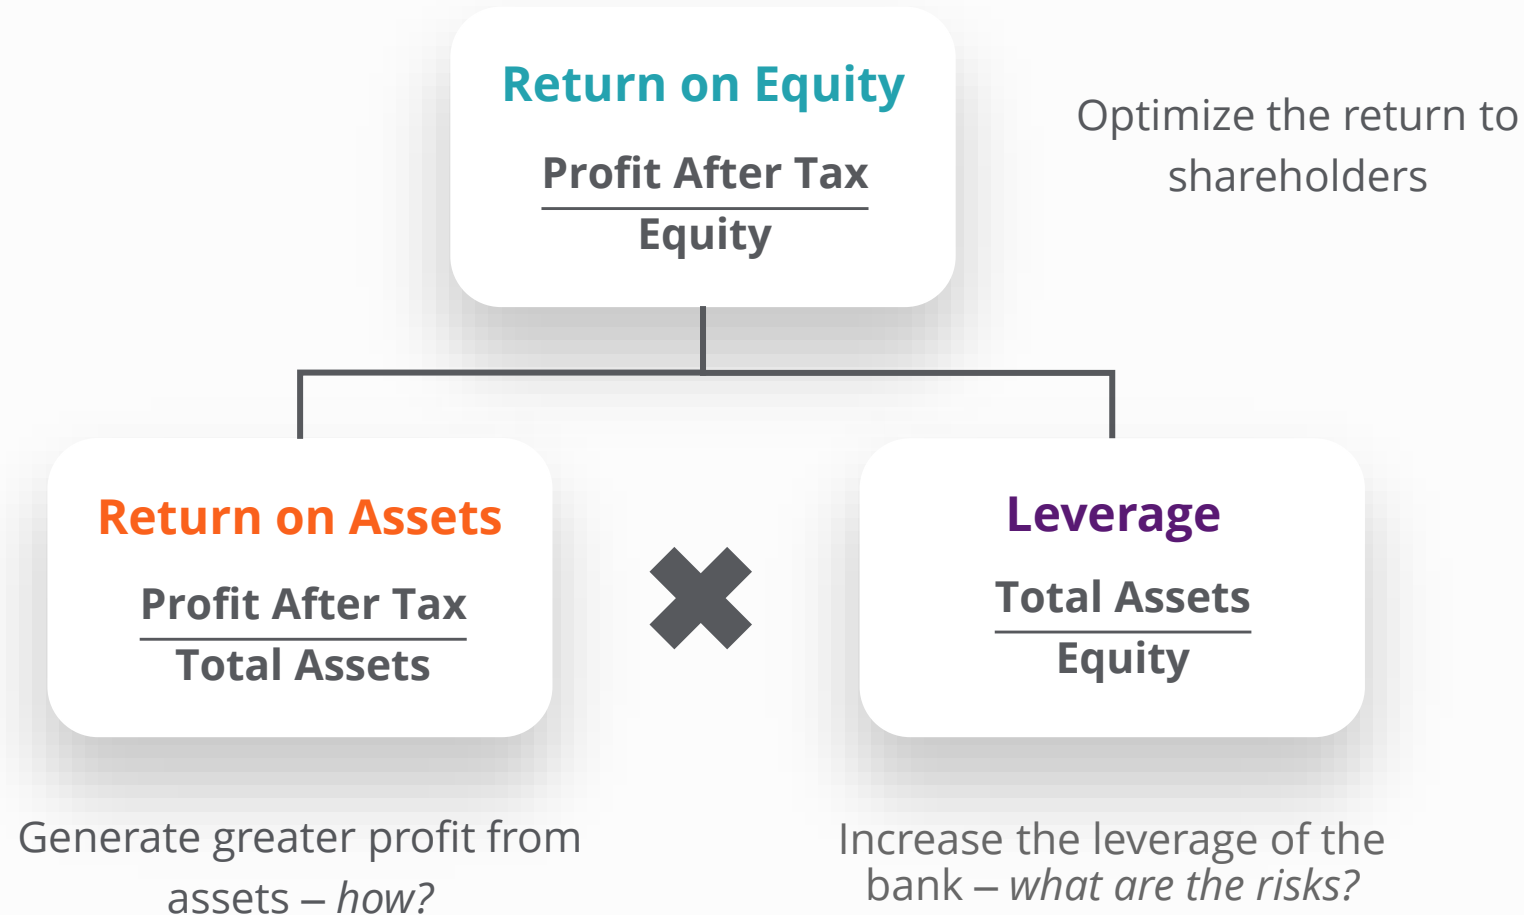 Return on Equity
Profit After Tax
Equity
Optimize the return to
shareholders
Return on Assets
Profit After Tax
Total Assets
Leverage
Total Assets
Equity
Generate greater profit from
assets – how?
Increase the leverage of the
bank – what are the risks?